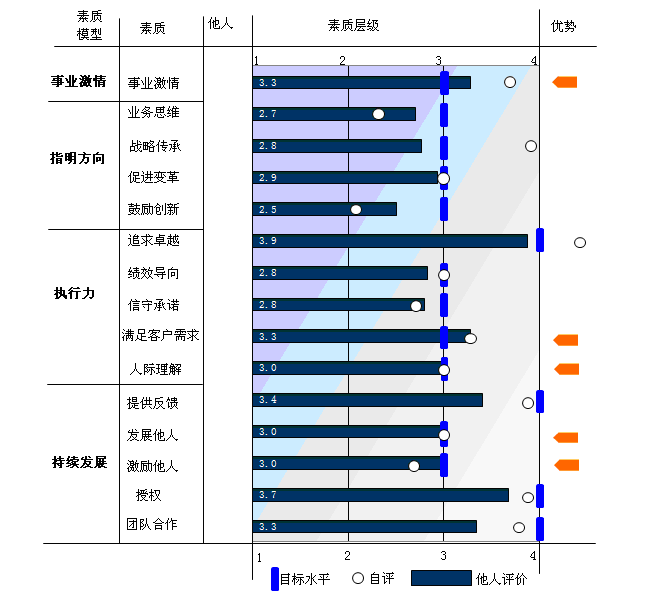 素质
模型
素质
他人
素质层级
优势
1 2 3 4
事业激情 事业激情 3.3
业务思维 2.7
指明方向 战略传承 2.8
促进变革 2.9
鼓励创新 2.5
追求卓越 3.9
绩效导向 2.8
执行力 信守承诺 2.8
满足客户需求 3.3
人际理解 3.0
提供反馈 3.4
发展他人 3.0
持续发展 激励他人 3.0
授权 3.7
团队合作 3.3
1 2 3 4
目标水平 自评 他人评价